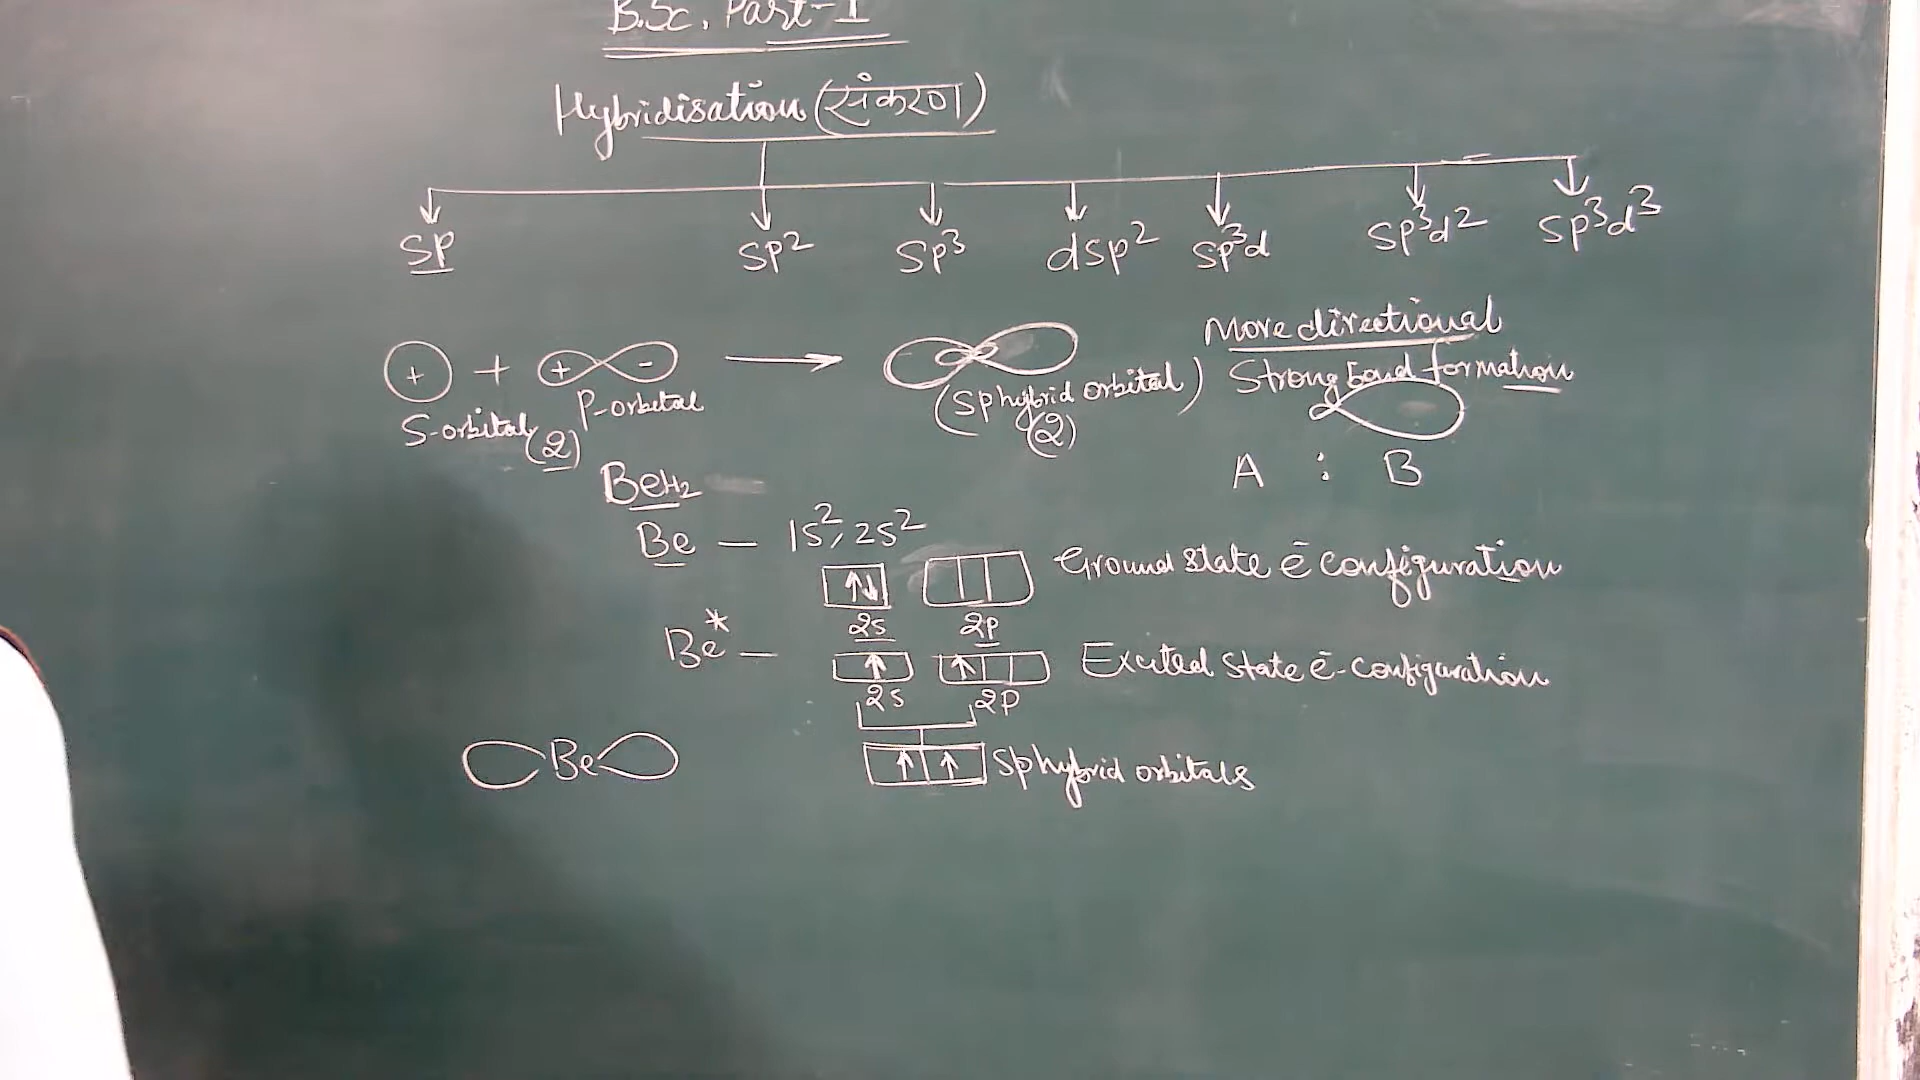 B.Sc. Part-I
Hybridisation (संकरण)
sp sp² sp³ dsp² sp³d sp³d² sp³d³
+ + + - More directional
S-orbital (2) P-orbital (sp hybrid orbital) (2) Strong bond formation
A : B
BeH₂
Be — 1s², 2s²
↑↓ Ground state ē configuration
2s 2p
Be* — ↑ ↑ Excited state ē-configuration
2s 2p
Be ↑ ↑ Sp hybrid orbitals